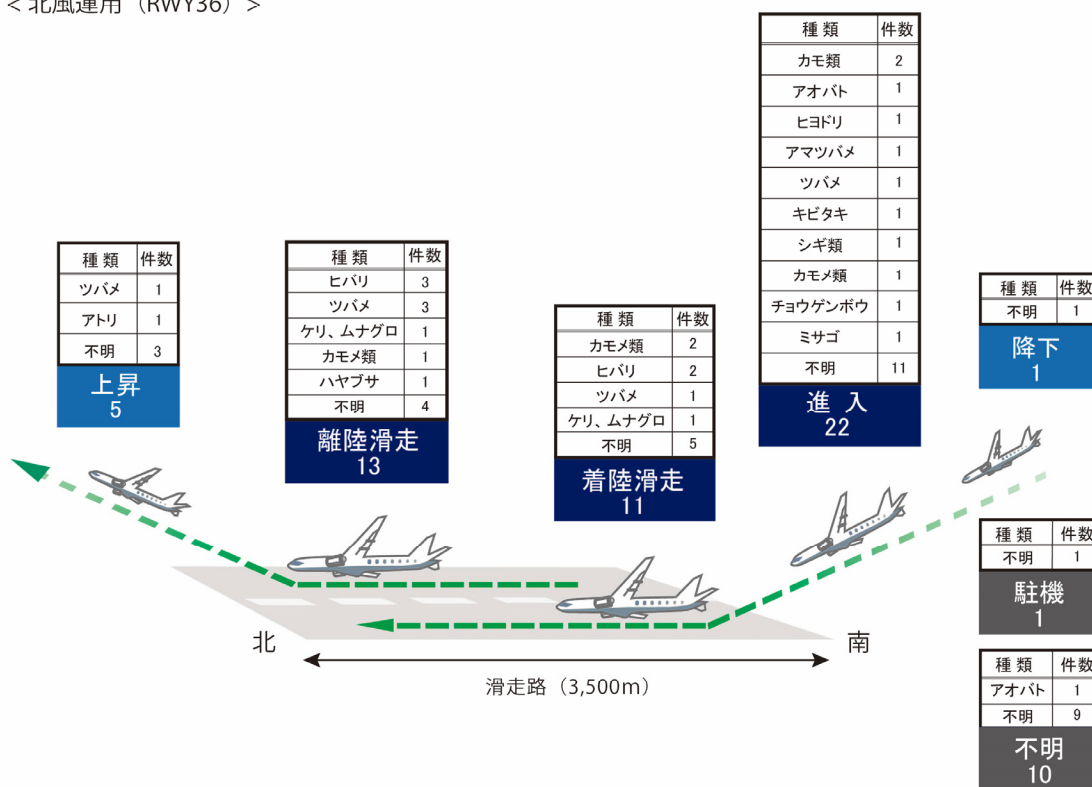 ＜北風運用（RWY36）＞
種 類 件数
ツバメ 1
アトリ 1
不明 3
上昇
5
種 類 件数
ヒバリ 3
ツバメ 3
ケリ、ムナグロ 1
カモメ類 1
ハヤブサ 1
不明 4
離陸滑走
13
種 類 件数
カモメ類 2
ヒバリ 2
ツバメ 1
ケリ、ムナグロ 1
不明 5
着陸滑走
11
種 類 件数
カモ類 2
アオバト 1
ヒヨドリ 1
アマツバメ 1
ツバメ 1
キビタキ 1
シギ類 1
カモメ類 1
チョウゲンボウ 1
ミサゴ 1
不明 11
進 入
22
種 類 件数
不明 1
降下
1
種 類 件数
不明 1
駐機
1
種 類 件数
アオバト 1
不明 9
不明
10
北
南
滑走路（3,500m）